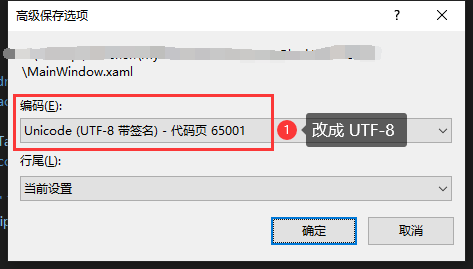 高级保存选项
\MainWindow.xaml
编码(E):
Unicode (UTF-8 带签名) - 代码页 65001
1 改成 UTF-8
行尾(L):
当前设置
确定 取消